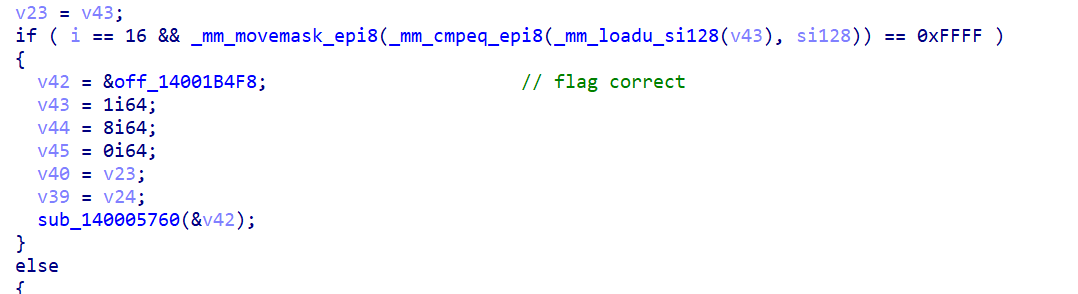 v23 = v43;
if ( i == 16 && _mm_movemask_epi8(_mm_cmpeq_epi8(_mm_loadu_si128(v43), si128)) == 0xFFFF )
{
v42 = &off_14001B4F8; // flag correct
v43 = 1i64;
v44 = 8i64;
v45 = 0i64;
v40 = v23;
v39 = v24;
sub_140005760(&v42);
}
else
{